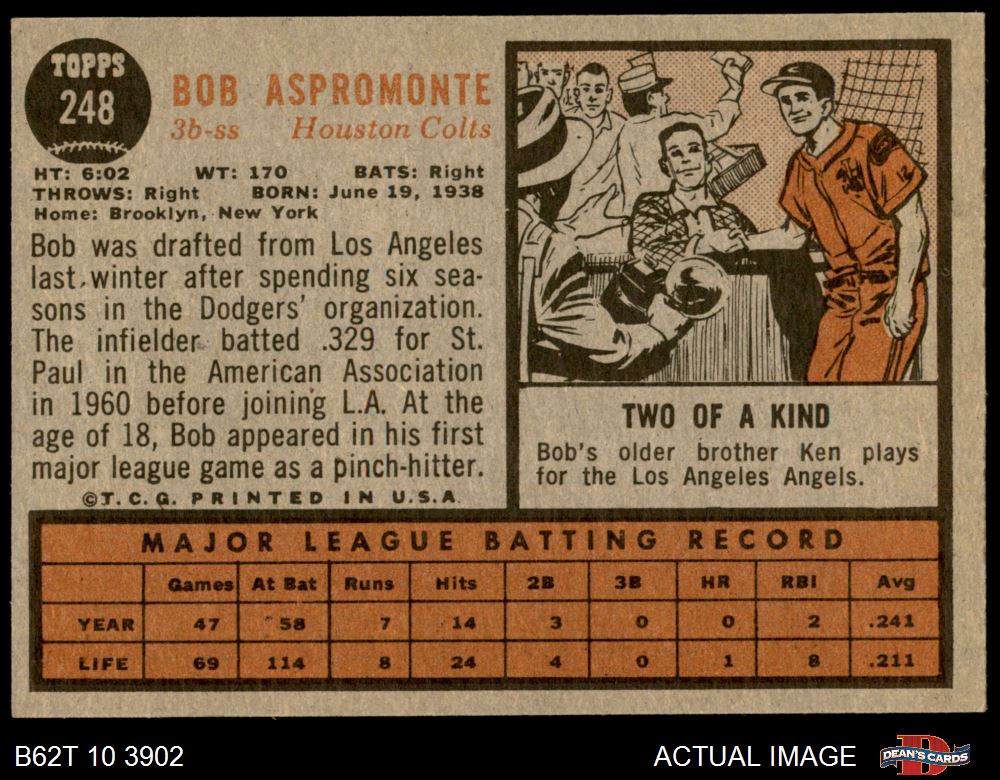 TOPPS
248
BOB ASPROMONTE
3b-ss Houston Colts
HT: 6:02 WT: 170 BATS: Right
THROWS: Right BORN: June 19, 1938
Home: Brooklyn, New York
Bob was drafted from Los Angeles
last winter after spending six sea-
sons in the Dodgers' organization.
The infielder batted .329 for St.
Paul in the American Association
in 1960 before joining L.A. At the
age of 18, Bob appeared in his first
major league game as a pinch-hitter.
©T.C.G. PRINTED IN U.S.A.
12
TWO OF A KIND
Bob's older brother Ken plays
for the Los Angeles Angels.
MAJOR LEAGUE BATTING RECORD
Games At Bat Runs Hits 2B 3B HR RBI Avg
YEAR 47 58 7 14 3 0 0 2 .241
LIFE 69 114 8 24 4 0 1 8 .211
B62T 10 3902
ACTUAL IMAGE
DEAN'S CARDS